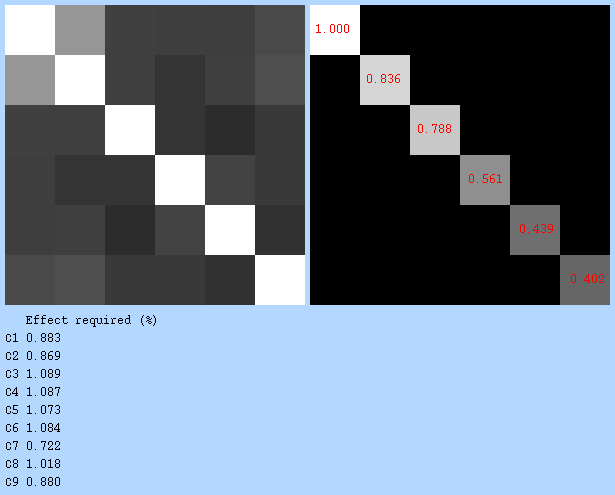 1.000
0.836
0.788
0.561
0.439
0.402
Effect required (%)
C1 0.883
C2 0.869
C3 1.089
C4 1.087
C5 1.073
C6 1.084
C7 0.722
C8 1.018
C9 0.880